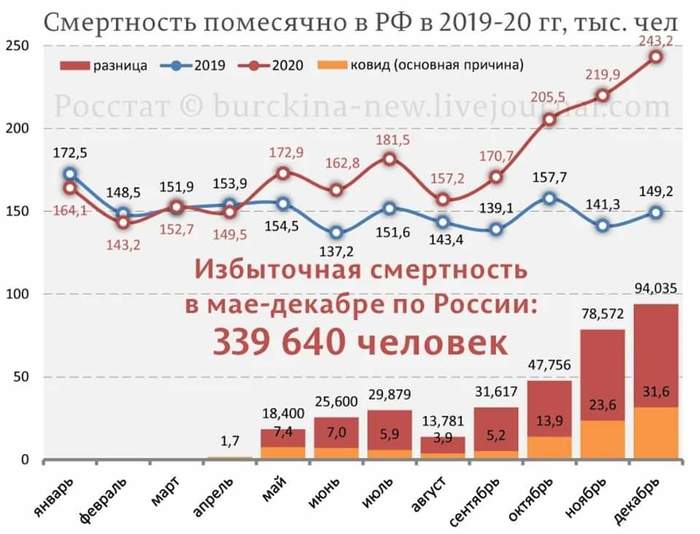 Смертность помесячно в РФ в 2019-20 гг, тыс. чел
250
разница 2019 2020 ковид (основная причина)
243,2
Росстат © burckina-new.livejournal.com
219,9
205,5
200
172,5 151,9 153,9 172,9 162,8 181,5 157,2 170,7 157,7
148,5 141,3 149,2
150
164,1 143,2 152,7 149,5 154,5 137,2 151,6 143,4 139,1
Избыточная смертность
в мае-декабре по России:
339 640 человек
100
94,035
78,572
50
47,756
18,400 25,600 29,879 13,781 31,617
1,7 7,4 7,0 5,9 3,9 5,2 13,9 23,6 31,6
0
январь февраль март апрель май июнь июль август сентябрь октябрь ноябрь декабрь